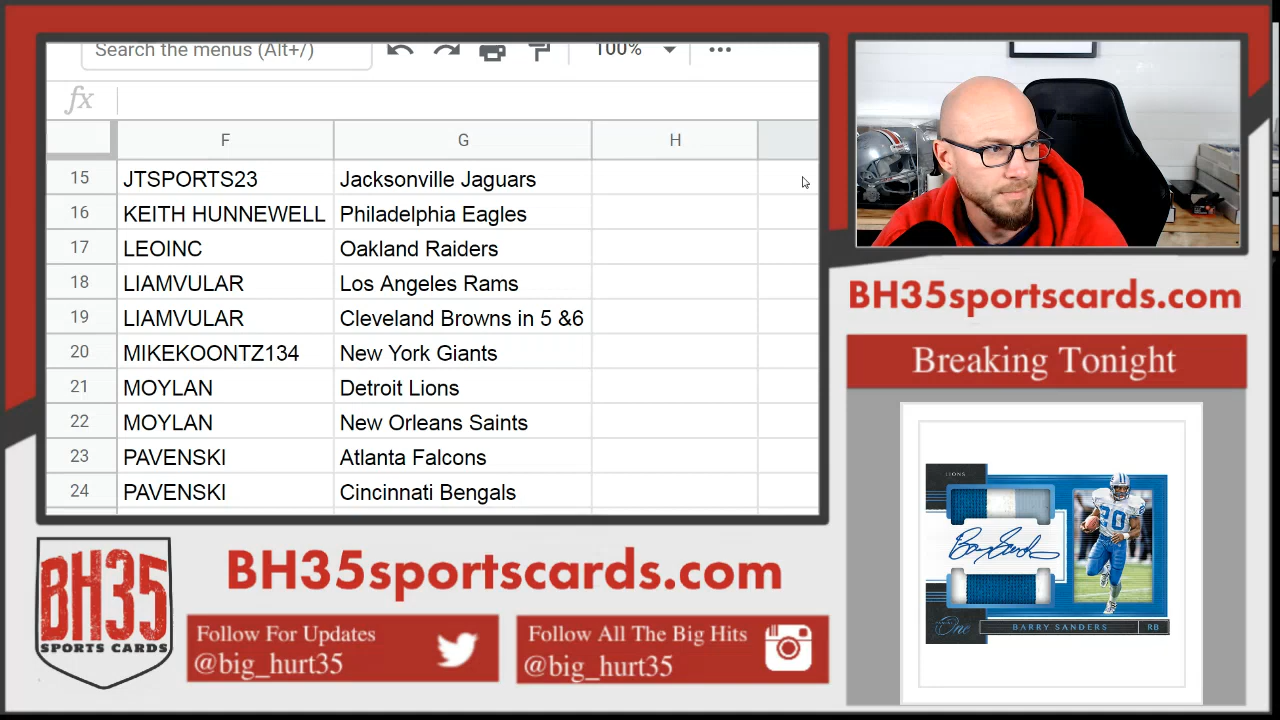 Search the menus (Alt+/)
100%
fx
F G H
15 JTSPORTS23 Jacksonville Jaguars
16 KEITH HUNNEWELL Philadelphia Eagles
17 LEOINC Oakland Raiders
18 LIAMVULAR Los Angeles Rams
19 LIAMVULAR Cleveland Browns in 5 &6
20 MIKEKOONTZ134 New York Giants
21 MOYLAN Detroit Lions
22 MOYLAN New Orleans Saints
23 PAVENSKI Atlanta Falcons
24 PAVENSKI Cincinnati Bengals
BH35sportscards.com
Breaking Tonight
LIONS
20
Barry Sanders
One
BARRY SANDERS RB
BH35
SPORTS CARDS
BH35sportscards.com
Follow For Updates
@big_hurt35
Follow All The Big Hits
@big_hurt35